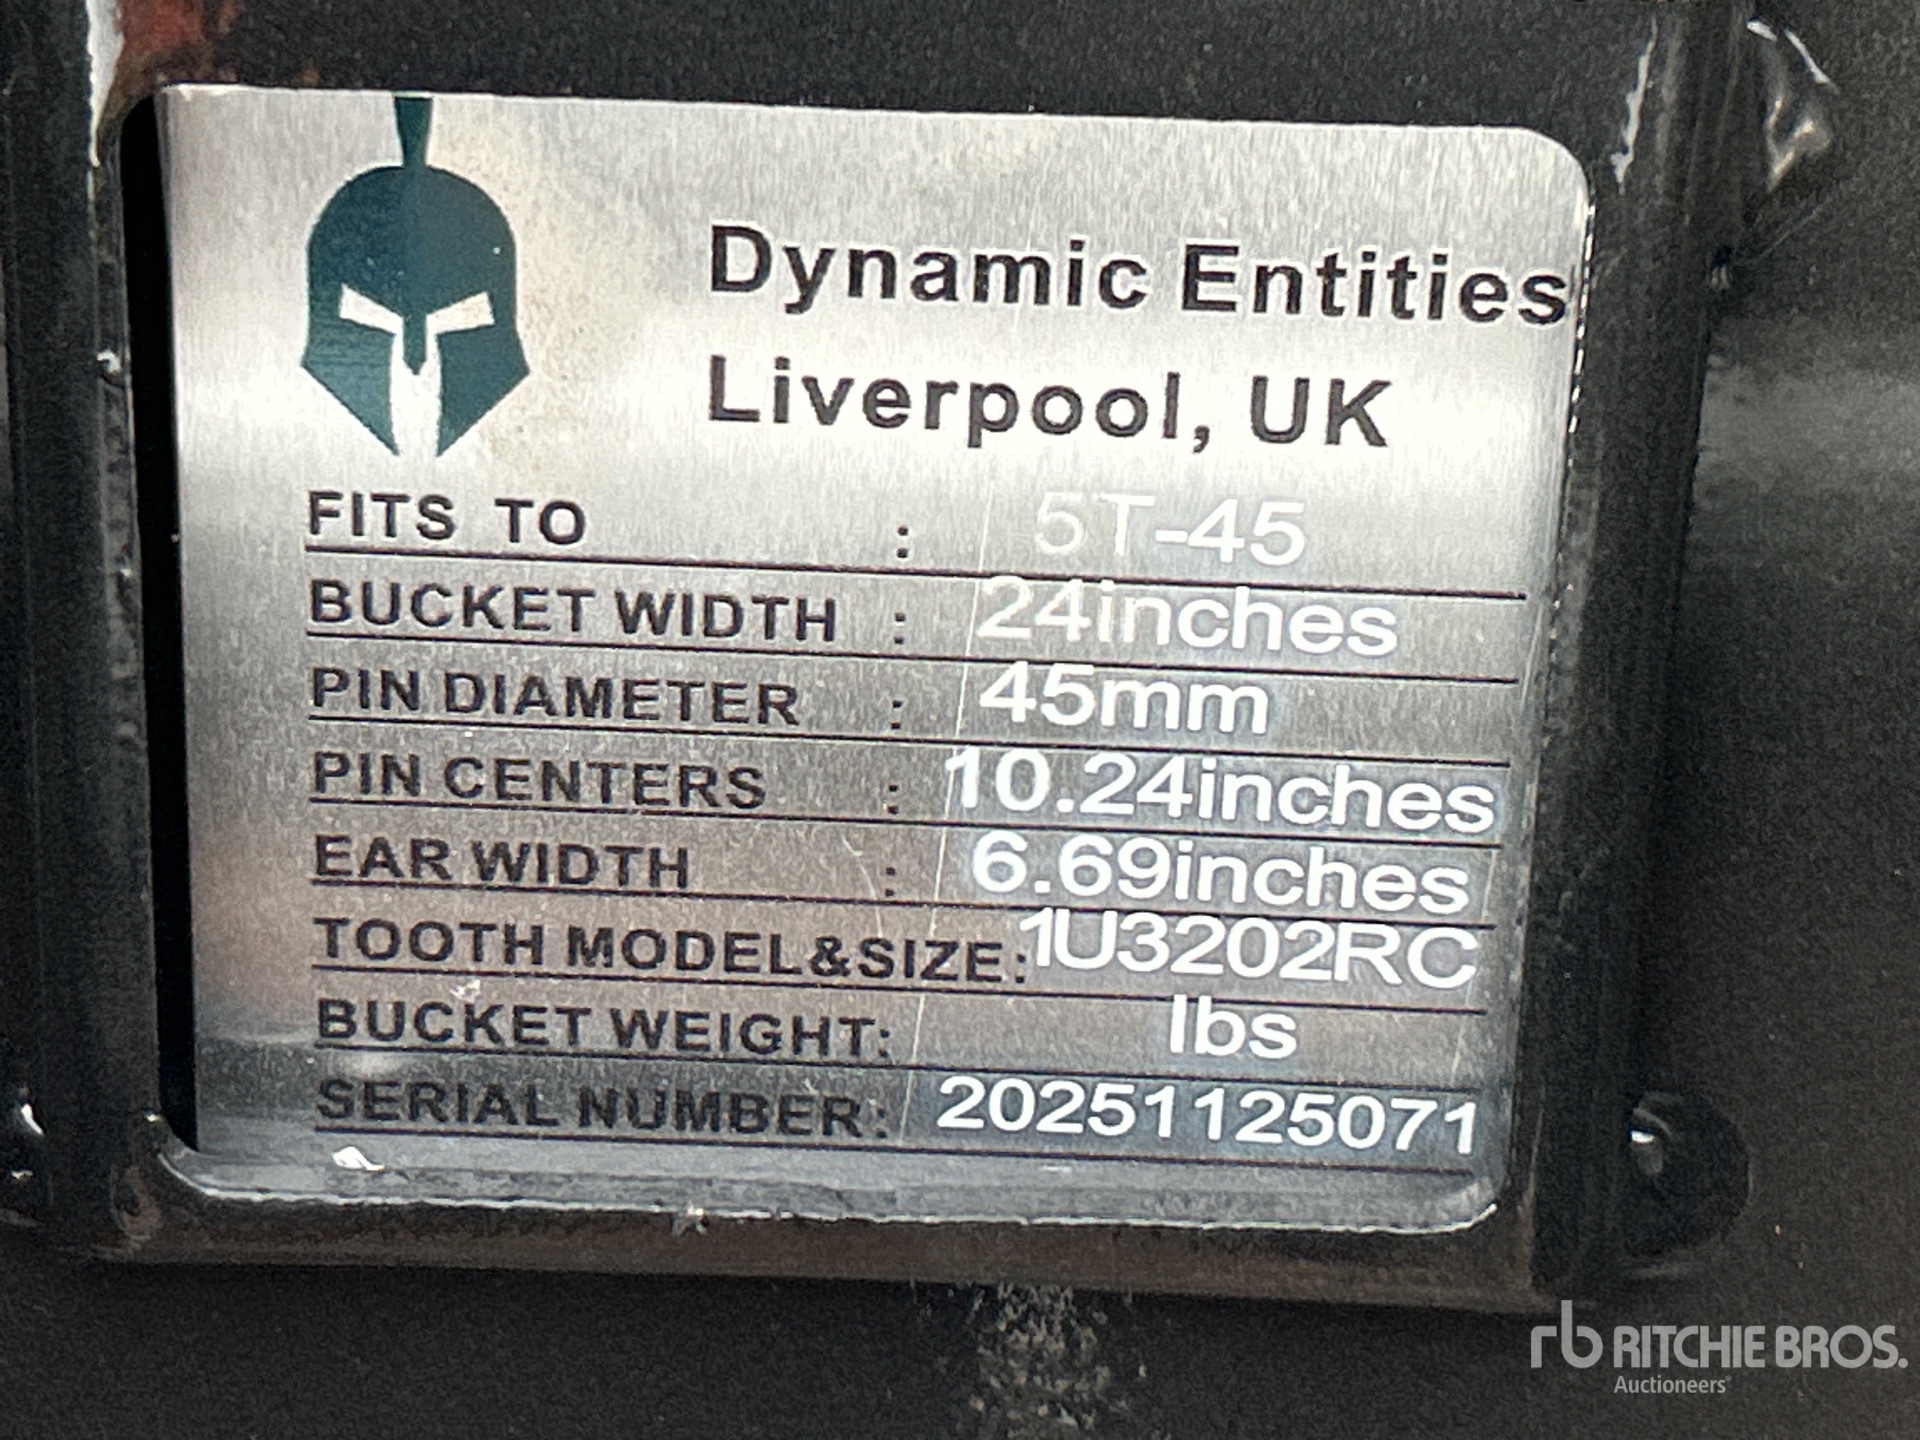 Dynamic Entities
Liverpool, UK
FITS TO : 5T-45
BUCKET WIDTH : 24inches
PIN DIAMETER : 45mm
PIN CENTERS : 10.24inches
EAR WIDTH : 6.69inches
TOOTH MODEL&SIZE: 1U3202RC
BUCKET WEIGHT: lbs
SERIAL NUMBER: 20251125071
rb RITCHIE BROS.
Auctioneers